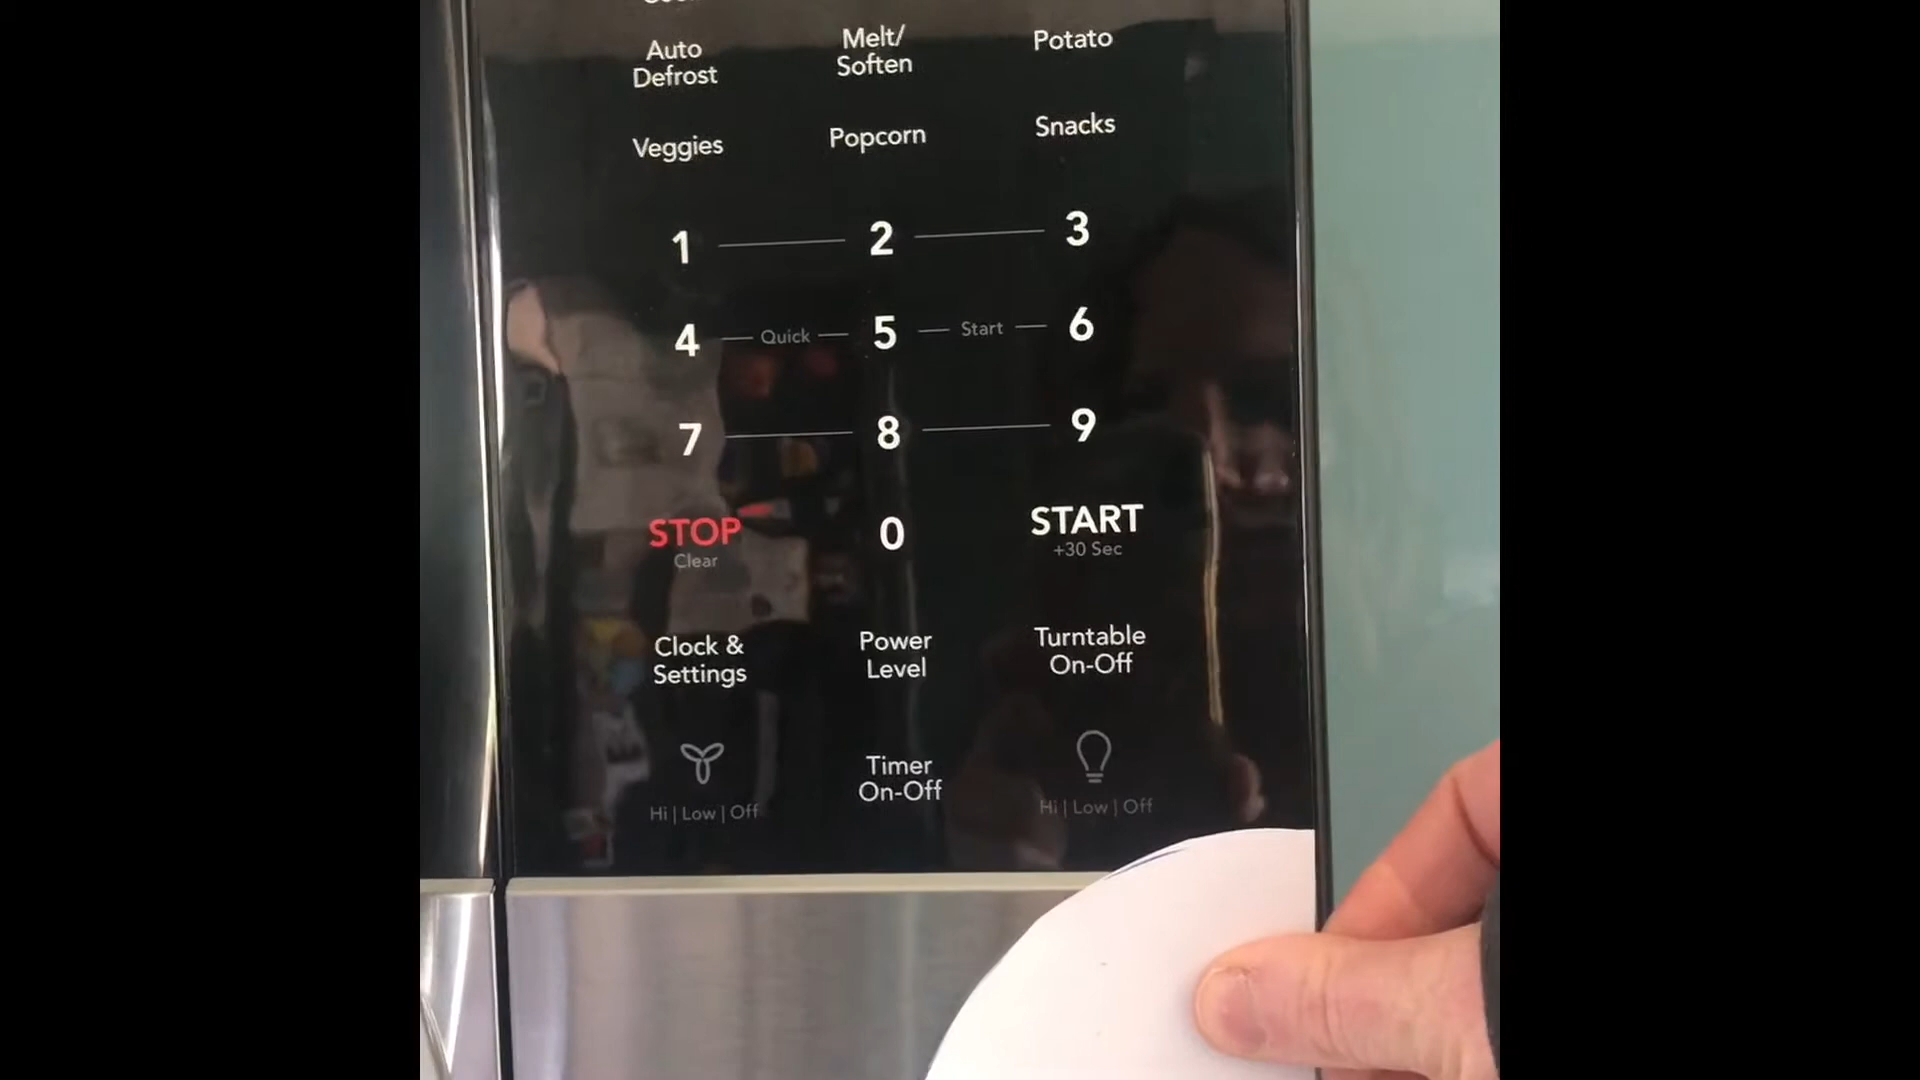 Auto
Defrost
Melt/
Soften
Potato
Veggies
Popcorn
Snacks
1
2
3
4
Quick
5
Start
6
7
8
9
STOP
Clear
0
START
+30 Sec
Clock &
Settings
Power
Level
Turntable
On-Off
Hi | Low | Off
Timer
On-Off
Hi | Low | Off